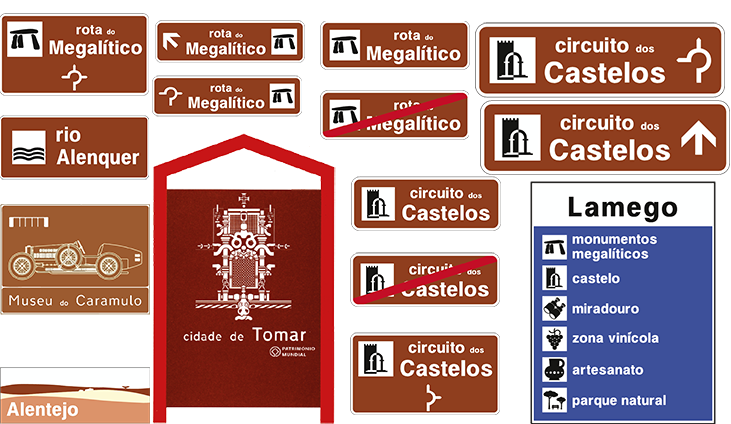 rota do
Megalítico
rota do
Megalítico
rota do
Megalítico
rota do
Megalítico
rota do
Megalítico
circuito dos
Castelos
circuito dos
Castelos
rio
Alenquer
Museu do Caramulo
Alentejo
cidade de Tomar
PATRIMÓNIO
MUNDIAL
circuito dos
Castelos
circuito dos
Castelos
circuito dos
Castelos
Lamego
monumentos
megalíticos
castelo
miradouro
zona vinícola
artesanato
parque natural